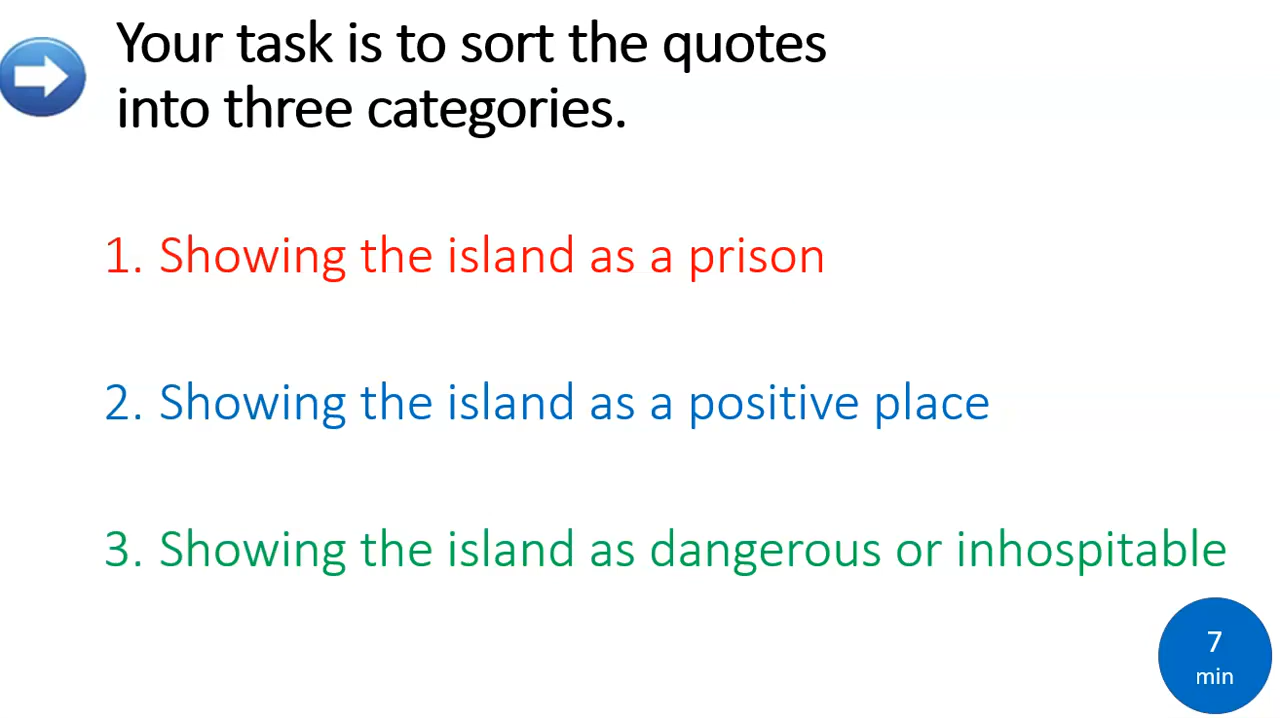 Your task is to sort the quotes
into three categories.
1. Showing the island as a prison
2. Showing the island as a positive place
3. Showing the island as dangerous or inhospitable
7
min